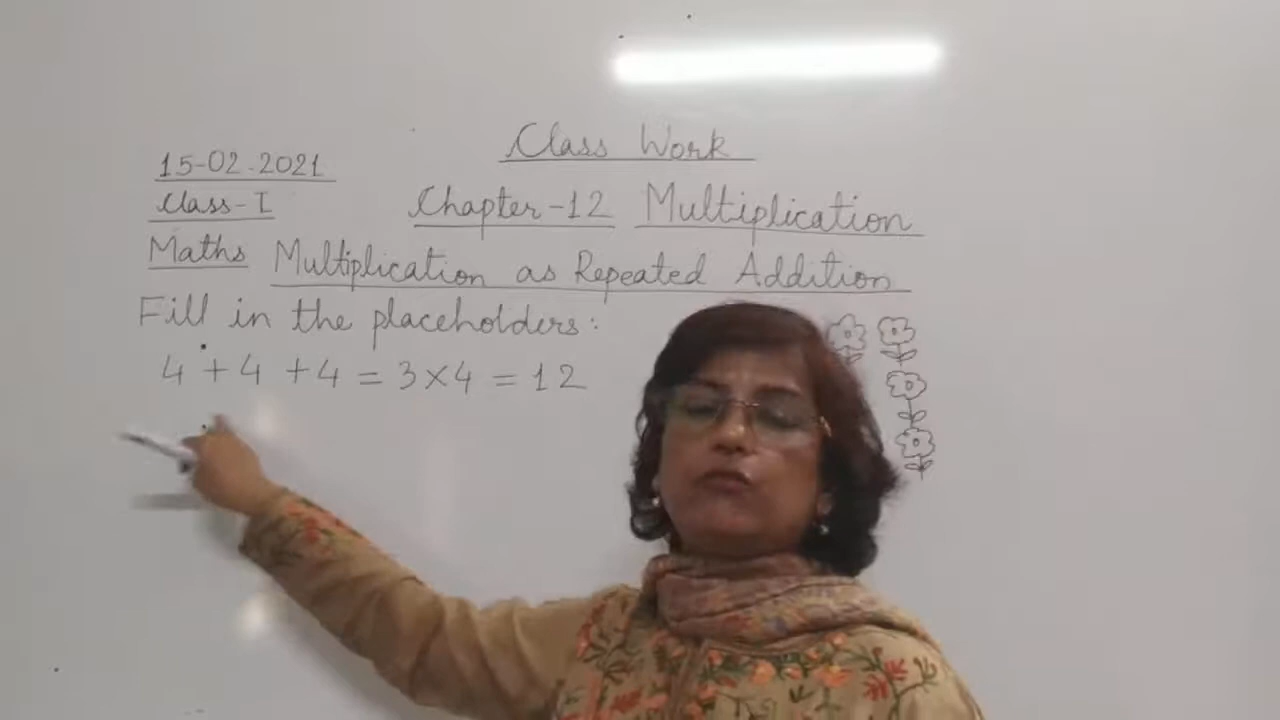 Class Work
15-02-2021
Class-I Chapter-12 Multiplication
Maths Multiplication as Repeated Addition
Fill in the placeholders:
4 + 4 + 4 = 3 × 4 = 12